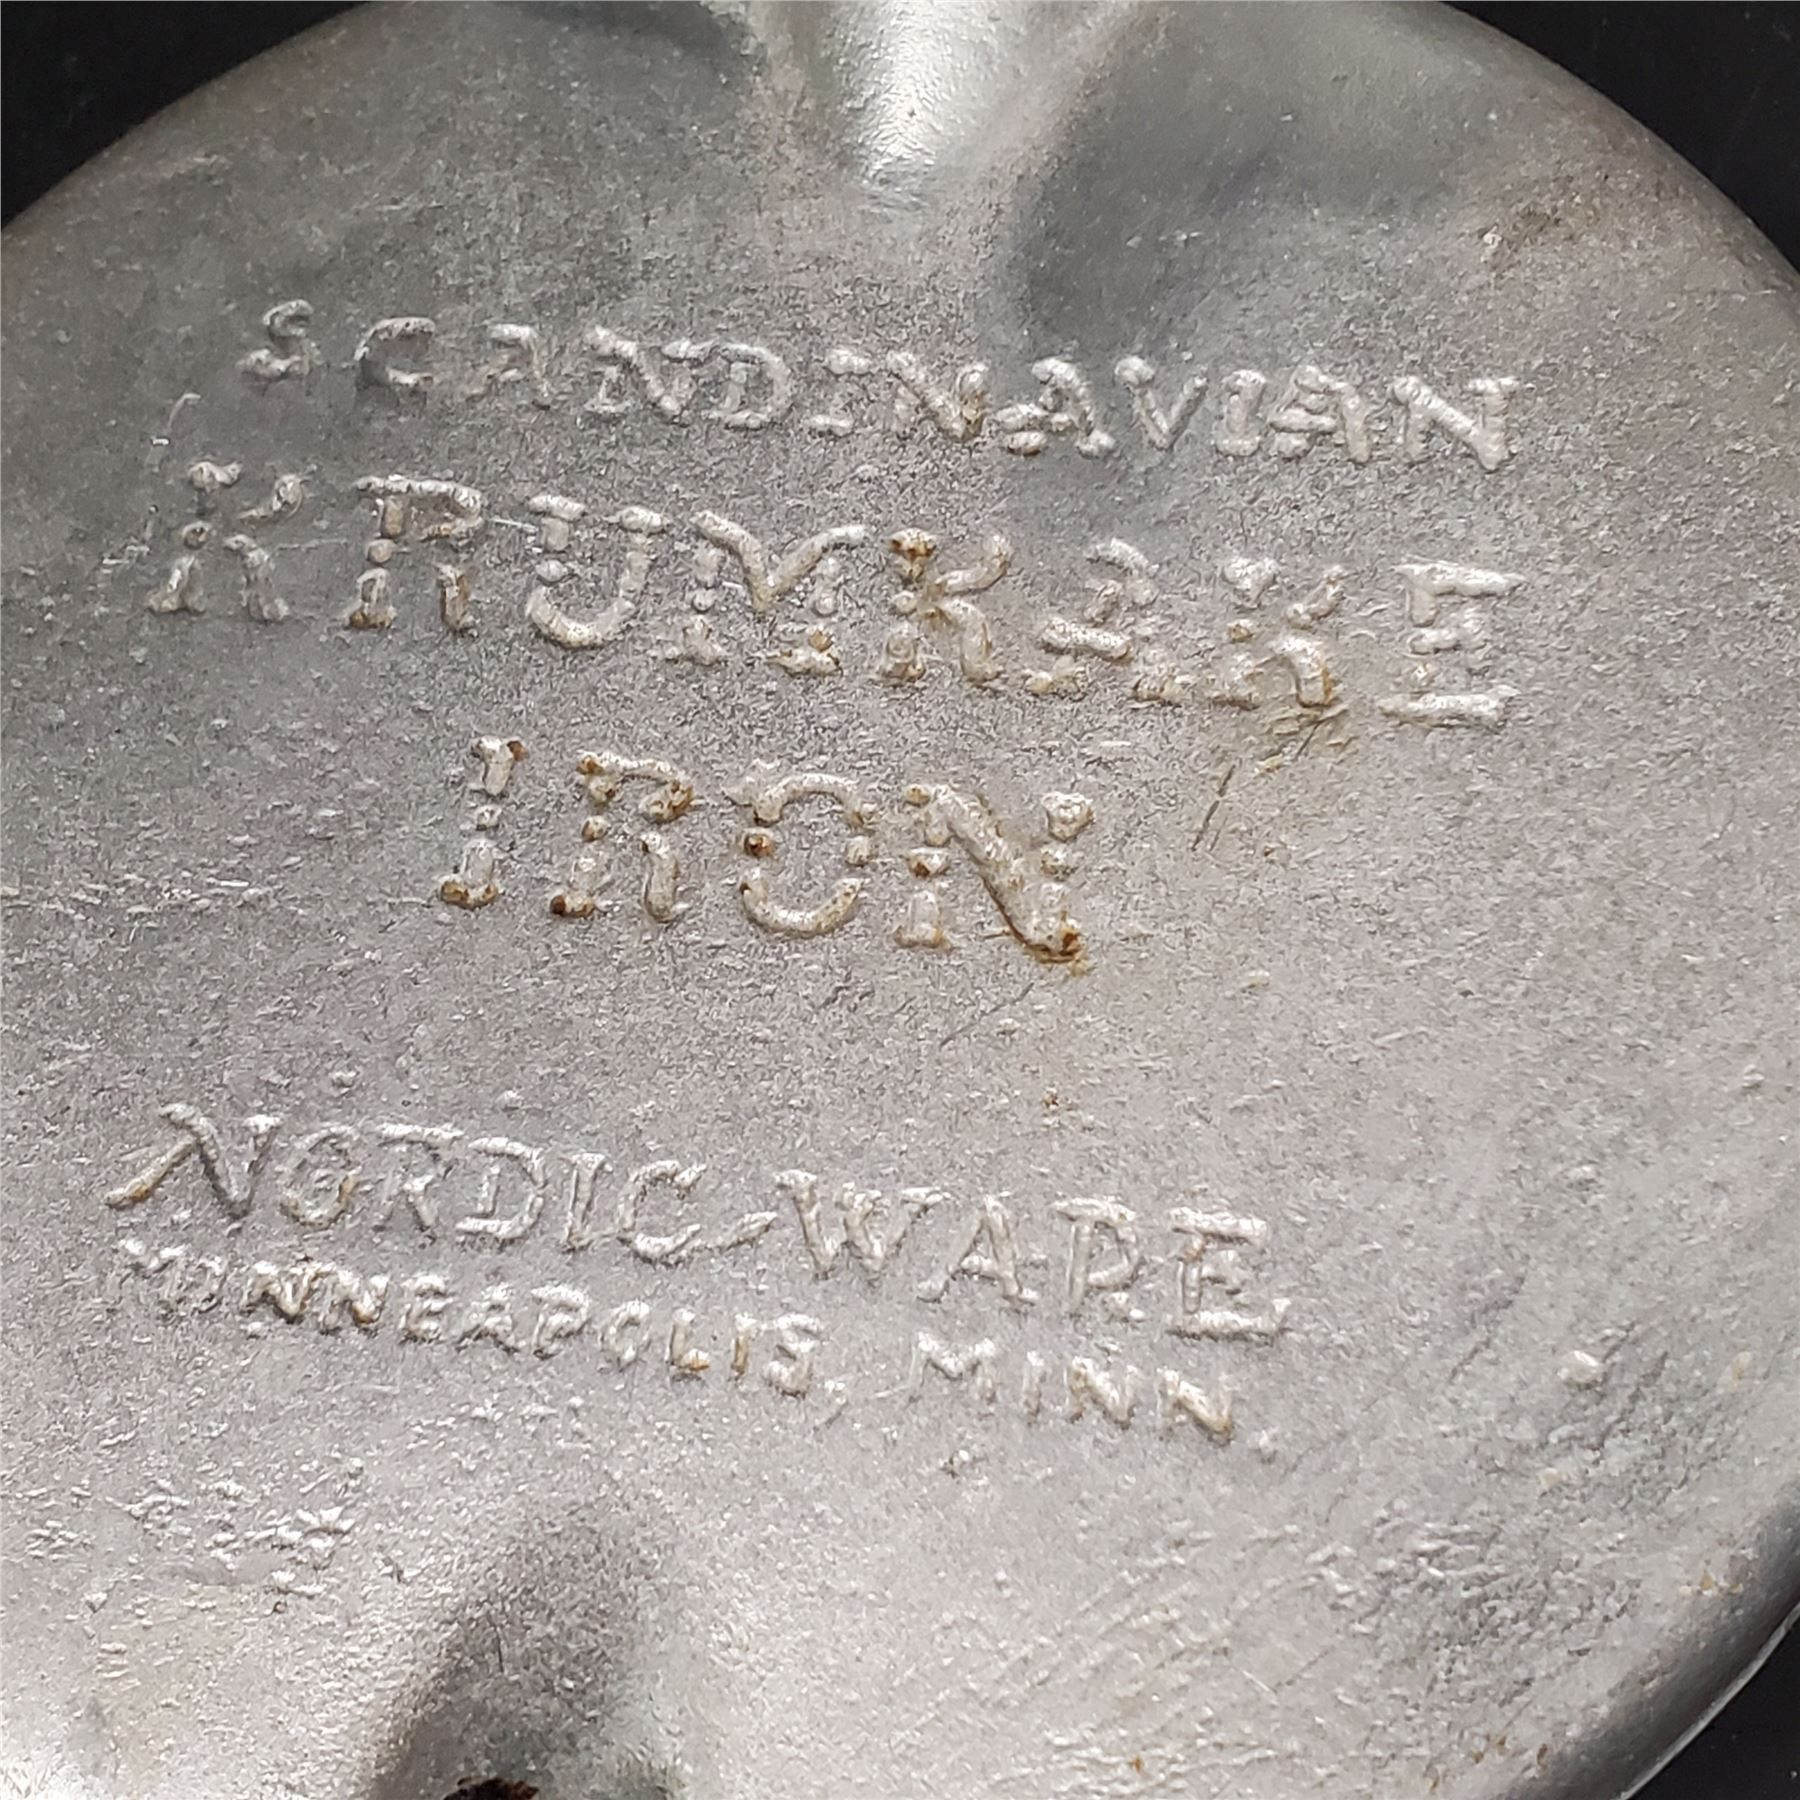 SCANDINAVIAN
KRUMKAKE
IRON
NORDIC-WARE
MINNEAPOLIS, MINN.